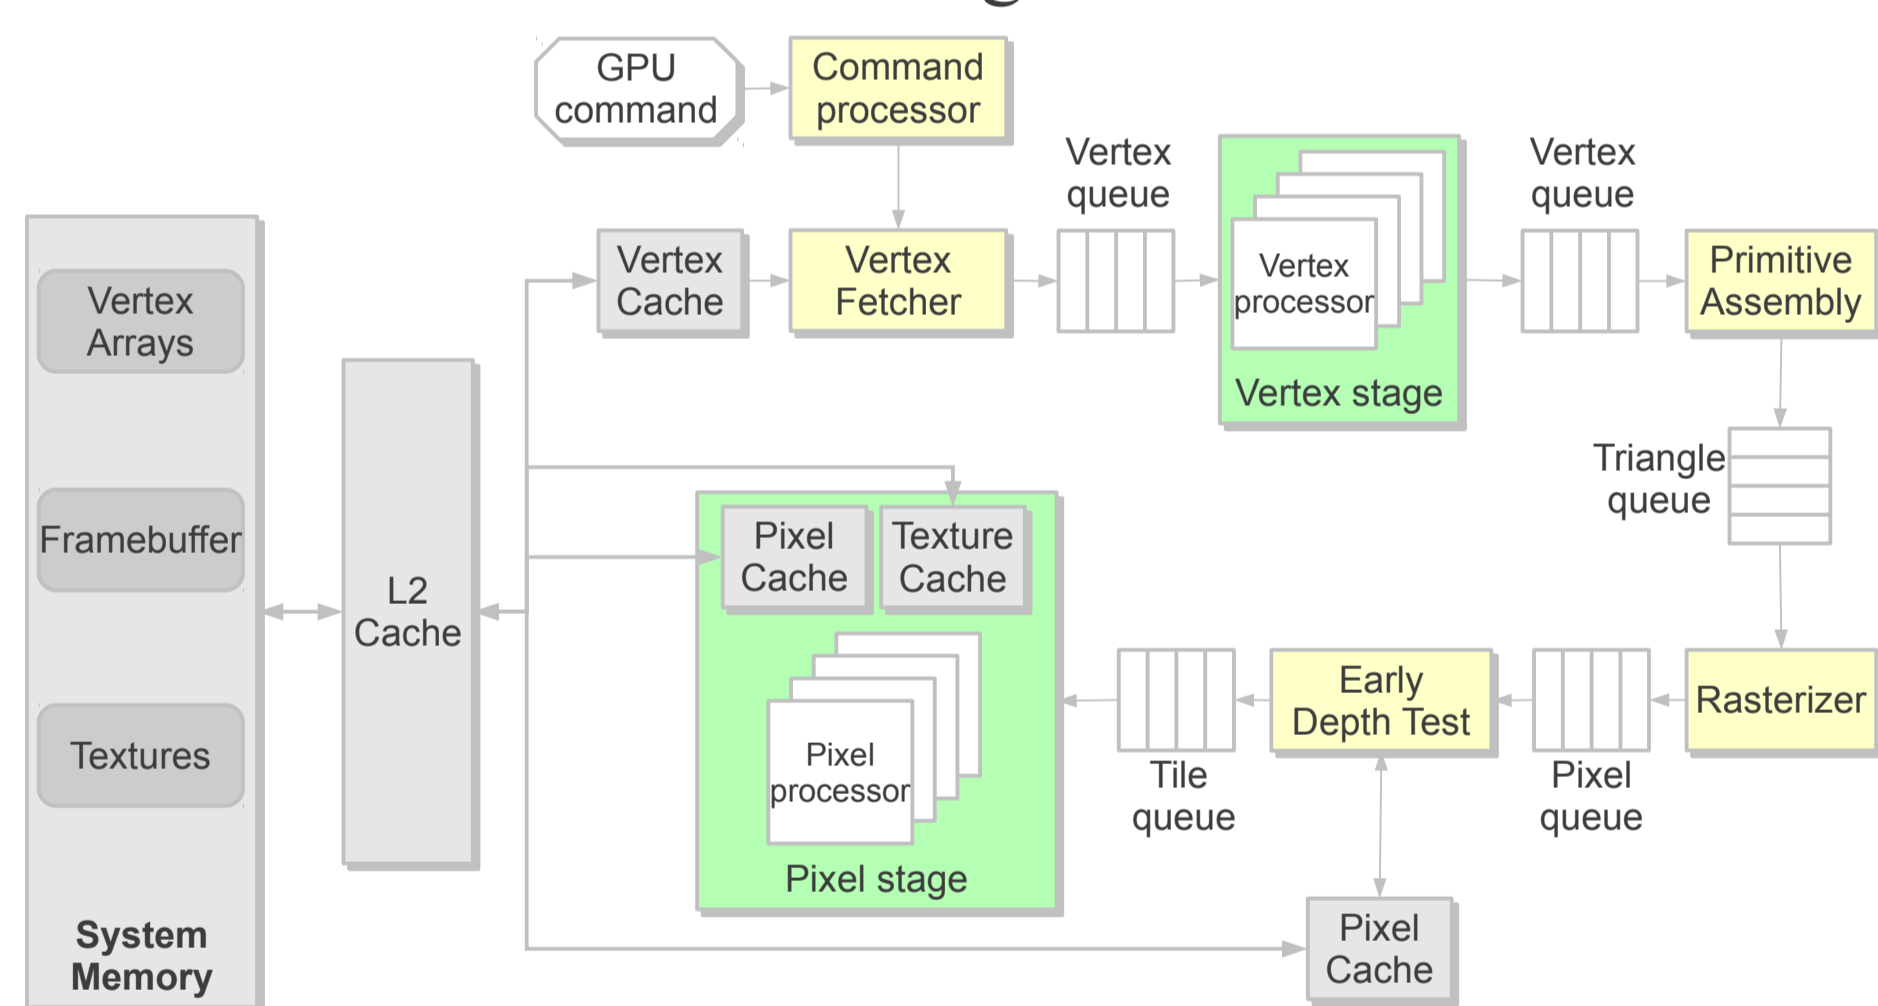 GPU
command
Command
processor
Vertex
queue
Vertex
queue
Vertex
Cache
Vertex
Fetcher
Vertex
processor
Vertex stage
Primitive
Assembly
Vertex
Arrays
Framebuffer
Textures
System
Memory
L2
Cache
Triangle
queue
Pixel
Cache
Texture
Cache
Pixel
processor
Pixel stage
Tile
queue
Early
Depth Test
Pixel
queue
Rasterizer
Pixel
Cache